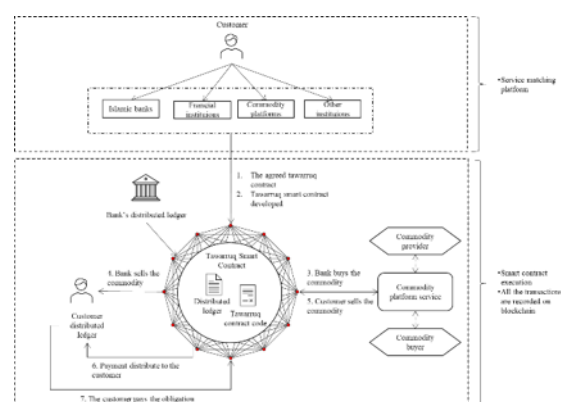 Customer
Islamic banks
Financial
instituions
Commodity
platforms
Other
instituions
•Service matching
platform
1. The agreed tawarruq
contract
2. Tawarruq smart contract
developed
Bank's distributed ledger
Tawarruq Smart
Contract
Distributed
ledger
Tawarruq
contract code
4. Bank sells the
commodity
Customer
distributed
ledger
3. Bank buys the
commodity
5. Customer sells the
commodity
Commodity
provider
Commodity
platform service
Commodity
buyer
•Smart contract
execution
•All the transactions
are recorded on
blockchain
6. Payment distribute to the
customer
7. The customer pays the obligation